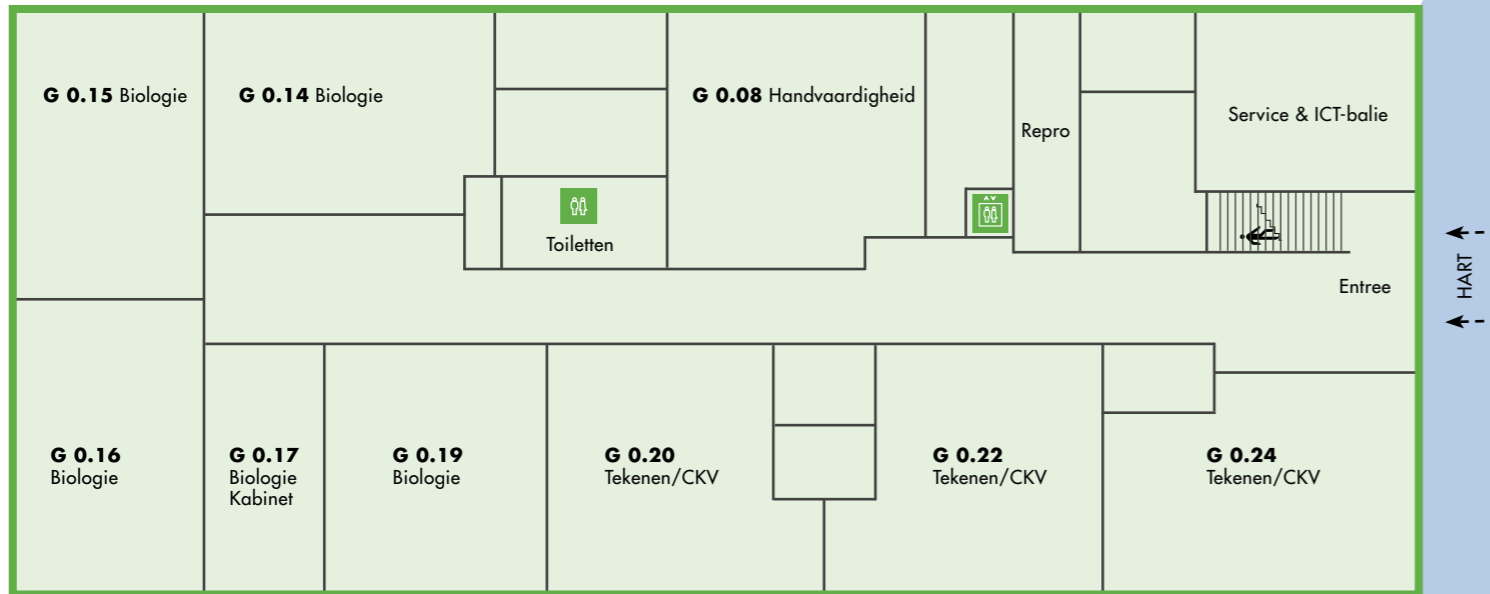 G 0.15 Biologie
G 0.14 Biologie
G 0.08 Handvaardigheid
Repro
Service & ICT-balie
Toiletten
Entree
HART
G 0.16
Biologie
G 0.17
Biologie
Kabinet
G 0.19
Biologie
G 0.20
Tekenen/CKV
G 0.22
Tekenen/CKV
G 0.24
Tekenen/CKV